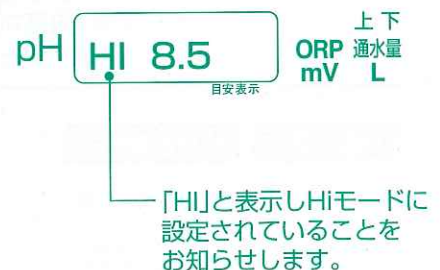 上 下
pH HI 8.5 ORP 通水量
目安表示 mV L
「HI」と表示しHiモードに
設定されていることを
お知らせします。